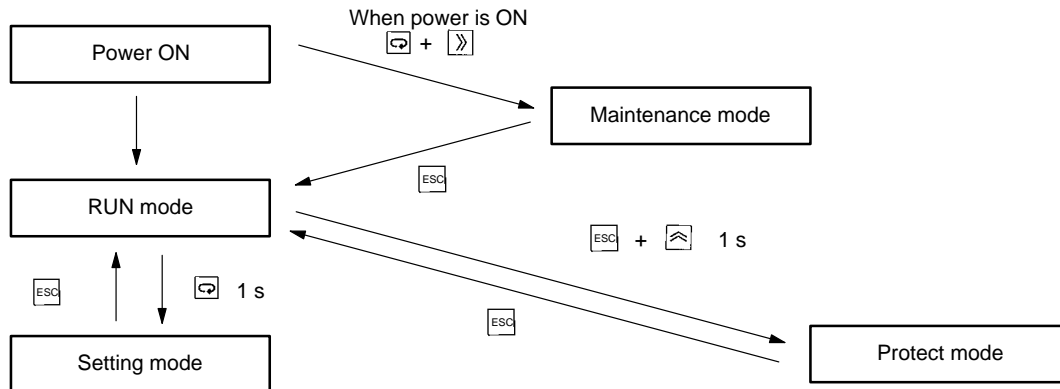 When power is ON
Power ON
+
Maintenance mode
ESC
RUN mode
ESC + 1 s
ESC
1 s
ESC
Setting mode
Protect mode